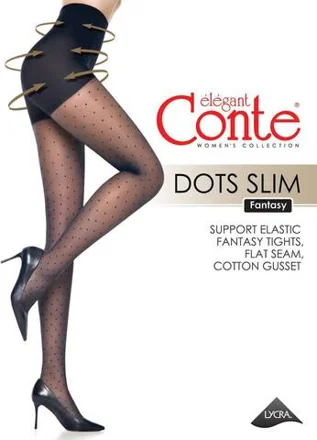 élégant
Conte®
WOMEN'S COLLECTION
DOTS SLIM
Fantasy
SUPPORT ELASTIC
FANTASY TIGHTS,
FLAT SEAM,
COTTON GUSSET
LYCRA.